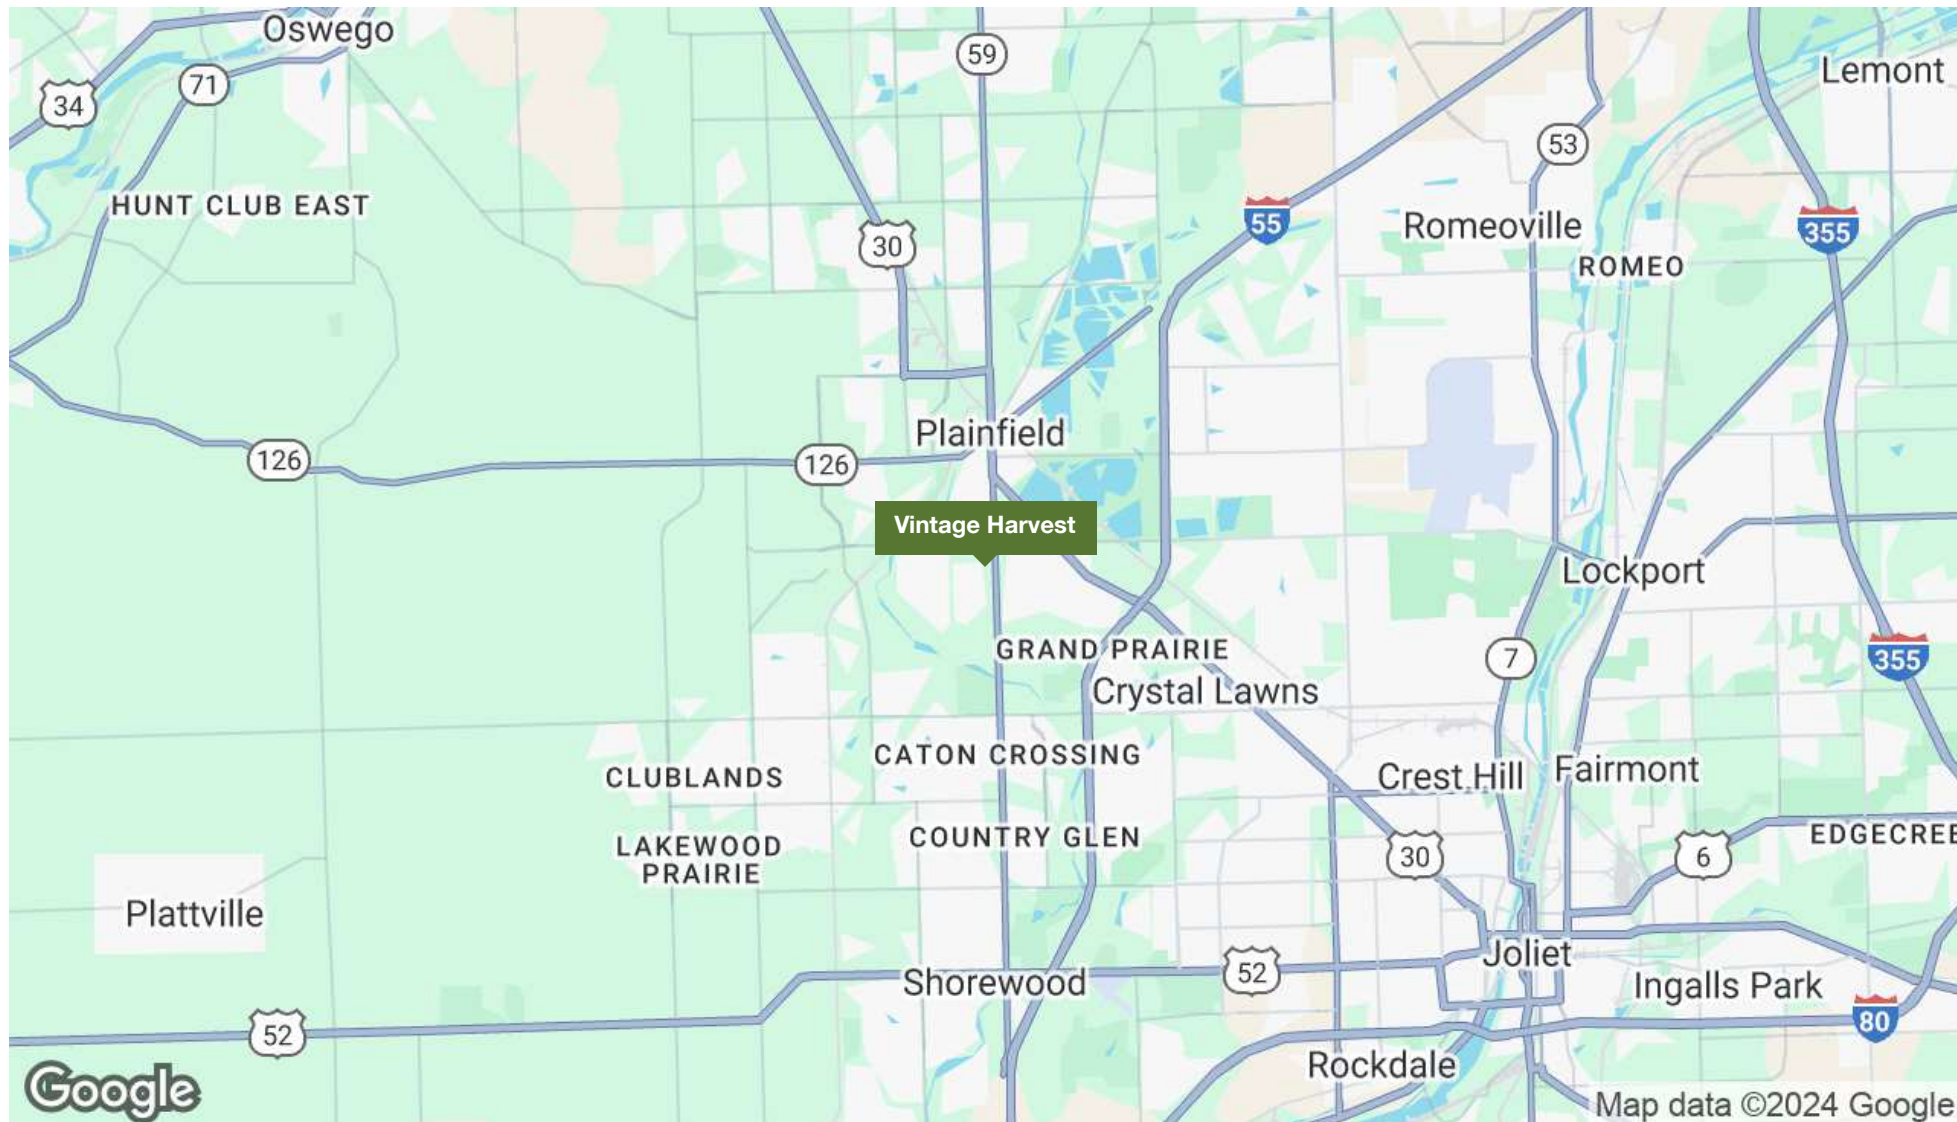 Oswego
59
Lemont
71
34
53
HUNT CLUB EAST
55
Romeoville
355
30
ROMEO
Plainfield
126
126
Vintage Harvest
Lockport
GRAND PRAIRIE
7
355
Crystal Lawns
CATON CROSSING
CLUBLANDS
Crest Hill
Fairmont
COUNTRY GLEN
EDGECREE
LAKEWOOD
PRAIRIE
30
6
Plattville
Joliet
52
Shorewood
Ingalls Park
80
52
Rockdale
Google
Map data ©2024 Google